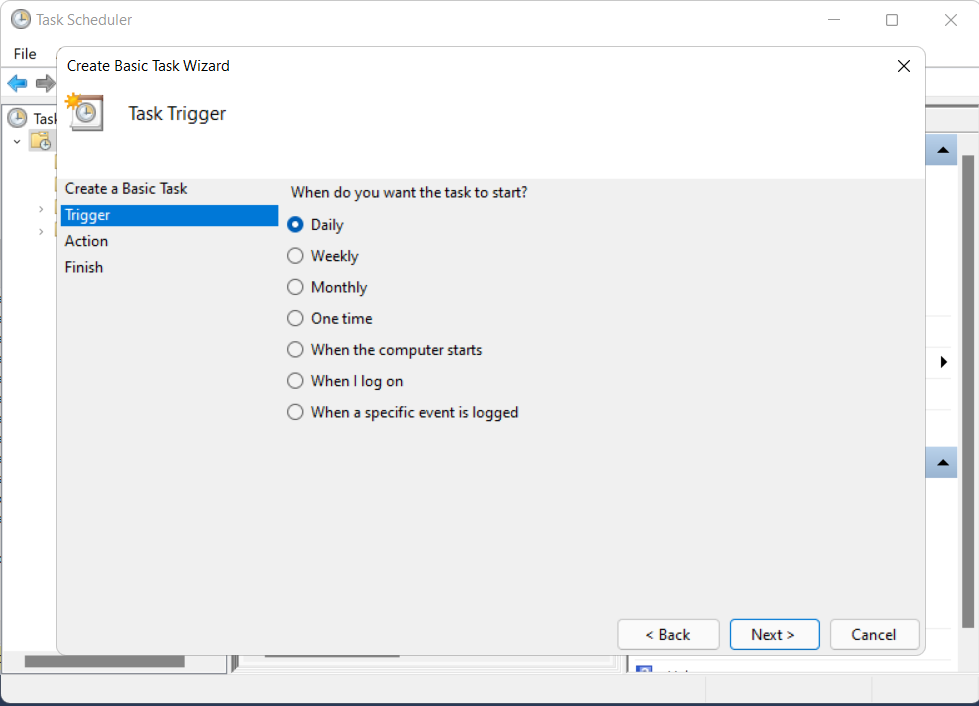 Task Scheduler
File
Create Basic Task Wizard
Task
Task Trigger
Create a Basic Task
Trigger
Action
Finish
When do you want the task to start?
Daily
Weekly
Monthly
One time
When the computer starts
When I log on
When a specific event is logged
< Back
Next >
Cancel